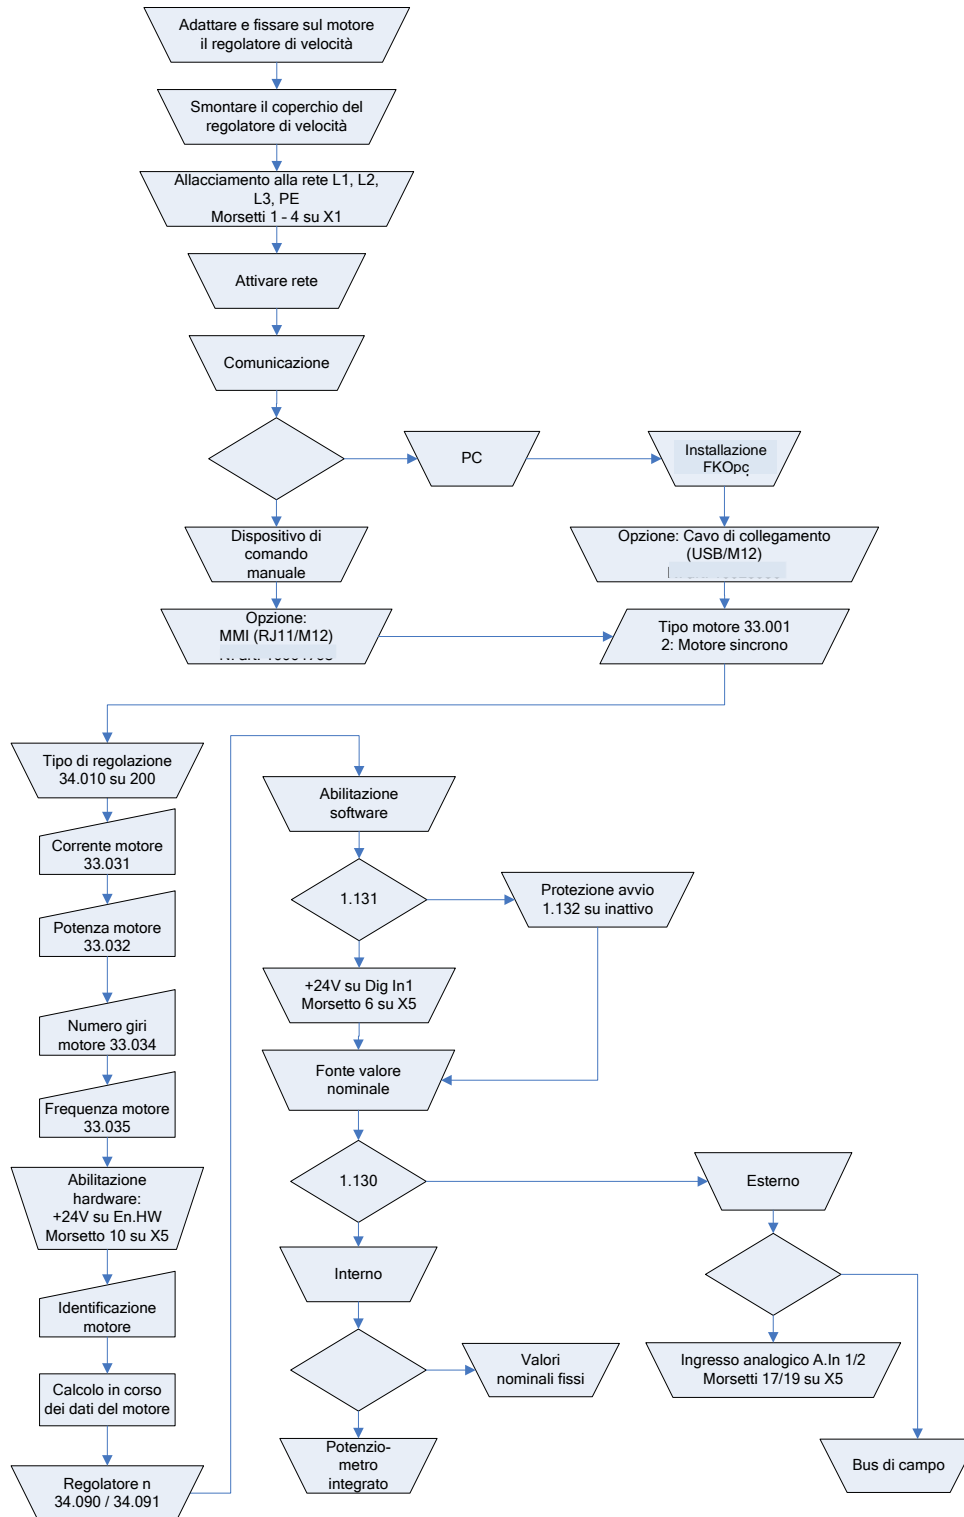 Adattare e fissare sul motore
il regolatore di velocità
Smontare il coperchio del
regolatore di velocità
Allacciamento alla rete L1, L2,
L3, PE
Morsetti 1 - 4 su X1
Attivare rete
Comunicazione
PC
Installazione
FKOpc
Dispositivo di
comando
manuale
Opzione: Cavo di collegamento
(USB/M12)
Opzione:
MMI (RJ11/M12)
Tipo motore 33.001
2: Motore sincrono
Tipo di regolazione
34.010 su 200
Corrente motore
33.031
Potenza motore
33.032
Numero giri
motore 33.034
Frequenza motore
33.035
Abilitazione
hardware:
+24V su En.HW
Morsetto 10 su X5
Identificazione
motore
Calcolo in corso
dei dati del motore
Regolatore n
34.090 / 34.091
Abilitazione
software
1.131
Protezione avvio
1.132 su inattivo
+24V su Dig In1
Morsetto 6 su X5
Fonte valore
nominale
1.130
Esterno
Interno
Valori
nominali fissi
Ingresso analogico A.In 1/2
Morsetti 17/19 su X5
Potenzio-
metro
integrato
Bus di campo